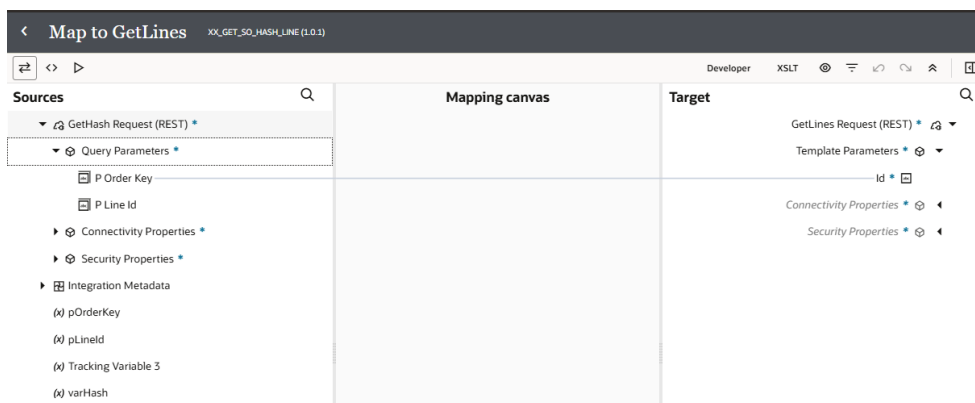 Map to GetLines XX_GET_SO_HASH_LINE (1.0.1)
Developer XSLT
Sources Mapping canvas Target
GetHash Request (REST) * GetLines Request (REST) *
Query Parameters * Template Parameters *
P Order Key Id *
P Line Id Connectivity Properties *
Connectivity Properties * Security Properties *
Security Properties *
Integration Metadata
(x) pOrderKey
(x) pLineId
(x) Tracking Variable 3
(x) varHash